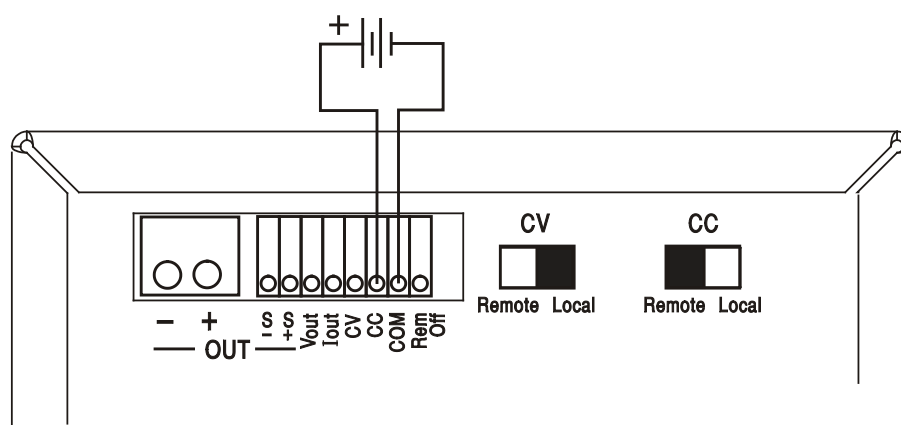 +
CV
CC
Remote Local
Remote Local
- +
OUT
S-
S+
Vout
Iout
CV
CC
COM
Rem Off